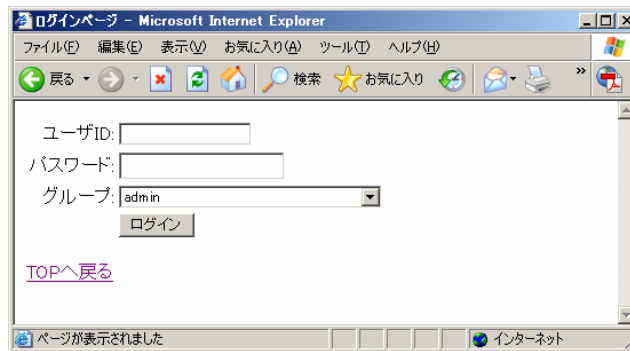 ログインページ - Microsoft Internet Explorer
ファイル(F) 編集(E) 表示(V) お気に入り(A) ツール(T) ヘルプ(H)
戻る 検索 お気に入り »
ユーザID:
パスワード:
グループ: admin
ログイン
TOPへ戻る
ページが表示されました インターネット